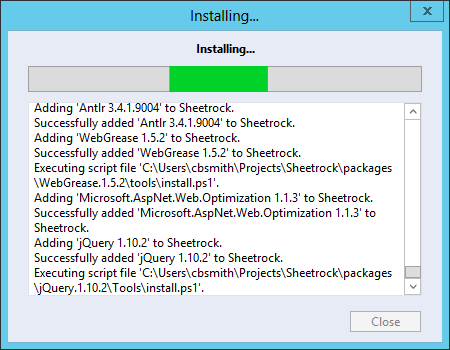 Installing...
Installing...
Adding 'Antlr 3.4.1.9004' to Sheetrock.
Successfully added 'Antlr 3.4.1.9004' to Sheetrock.
Adding 'WebGrease 1.5.2' to Sheetrock.
Successfully added 'WebGrease 1.5.2' to Sheetrock.
Executing script file 'C:\Users\cbsmith\Projects\Sheetrock\packages
\WebGrease.1.5.2\tools\install.ps1'.
Adding 'Microsoft.AspNet.Web.Optimization 1.1.3' to Sheetrock.
Successfully added 'Microsoft.AspNet.Web.Optimization 1.1.3' to
Sheetrock.
Adding 'jQuery 1.10.2' to Sheetrock.
Successfully added 'jQuery 1.10.2' to Sheetrock.
Executing script file 'C:\Users\cbsmith\Projects\Sheetrock\packages
\jQuery.1.10.2\Tools\install.ps1'.
Close